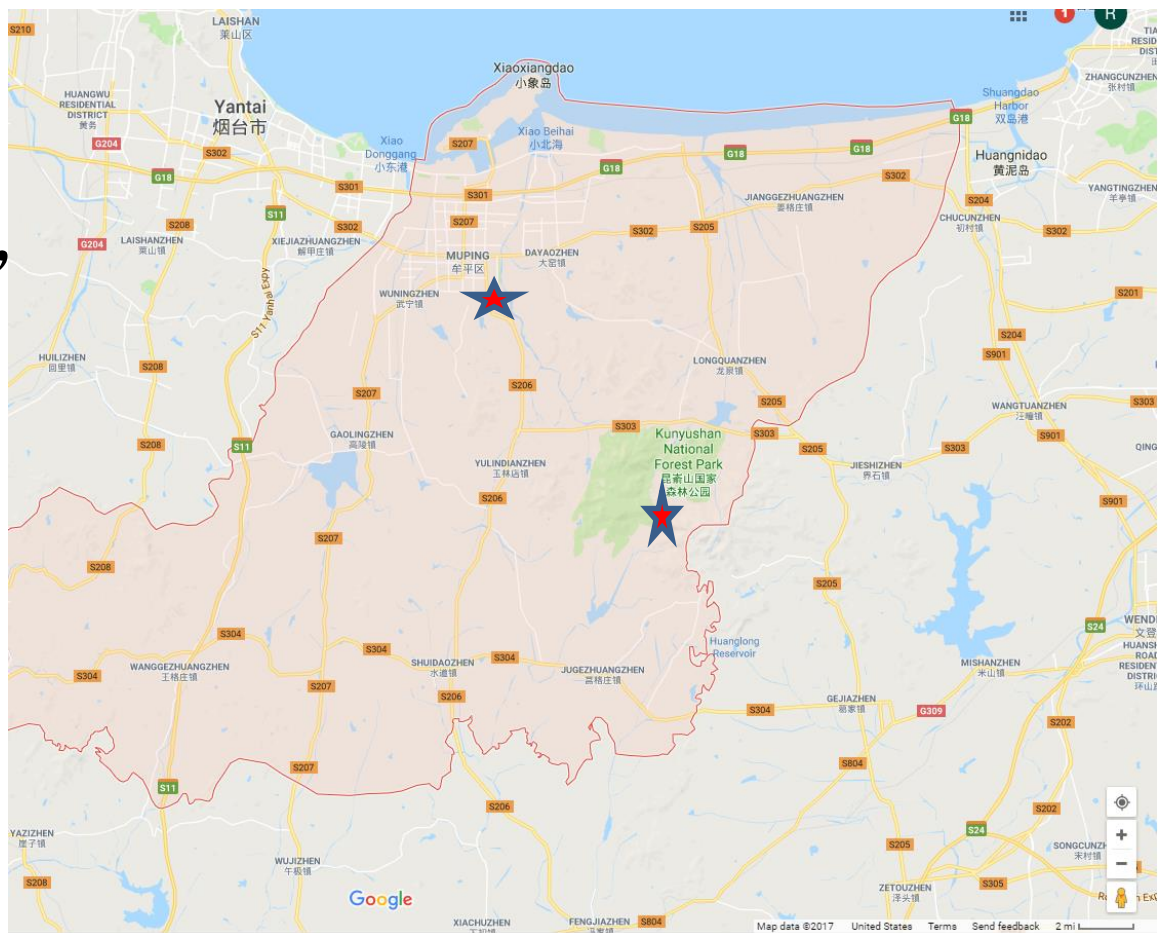 S210
LAISHAN
莱山区
HUANGWU
RESIDENTIAL
DISTRICT
黄务
Yantai
烟台市
G204
S302
G18
S11
S208
G204
LAISHANZHEN
莱山镇
XIEJIAZHUANGZHEN
解甲庄镇
S302
S301
Xiao
Donggang
小东港
S207
Xiaoxiangdao
小象岛
Xiao Beihai
小北海
S301
G18
G18
G18
G18
S302
S207
MUPING
牟平区
DAYAOZHEN
大窑镇
S302
S205
JIANGGEZHUANGZHEN
姜格庄镇
1
R
ZHANGCUNZHEN
张村镇
Shuangdao
Harbor
双岛港
Huangnidao
黄泥岛
YANGTINGZHEN
羊亭镇
S204
CHUCUNZHEN
初村镇
S302
S201
S204
S901
WUNINGZHEN
武宁镇
S11 Yanhai Expy
HUILIZHEN
回里镇
S208
S208
S207
S206
LONGQUANZHEN
龙泉镇
S205
S303
S303
S205
WANGTUANZHEN
汪疃镇
S303
S901
S303
JIESHIZHEN
界石镇
S11
GAOLINGZHEN
高陵镇
YULINDIANZHEN
玉林店镇
Kunyushan
National
Forest Park
昆嵛山国家
森林公园
S206
S207
S208
S901
S205
S24
S304
S304
S304
WANGGEZHUANGZHEN
王格庄镇
S304
SHUIDAOZHEN
水道镇
S304
JUGEZHUANGZHEN
莒格庄镇
Huanglong
Reservoir
S207
S206
S304
GEJIAZHEN
葛家镇
G309
MISHANZHEN
米山镇
S202
S207
S11
S206
S804
S202
S24
S205
YAZIZHEN
崖子镇
WUJIZHEN
午极镇
S208
SONGCUNZHEN
宋村镇
S305
ZETOUZHEN
泽头镇
Google
XIACHUZHEN
FENGJIAZHEN
S804
Map data ©2017 United States Terms Send feedback 2 mi